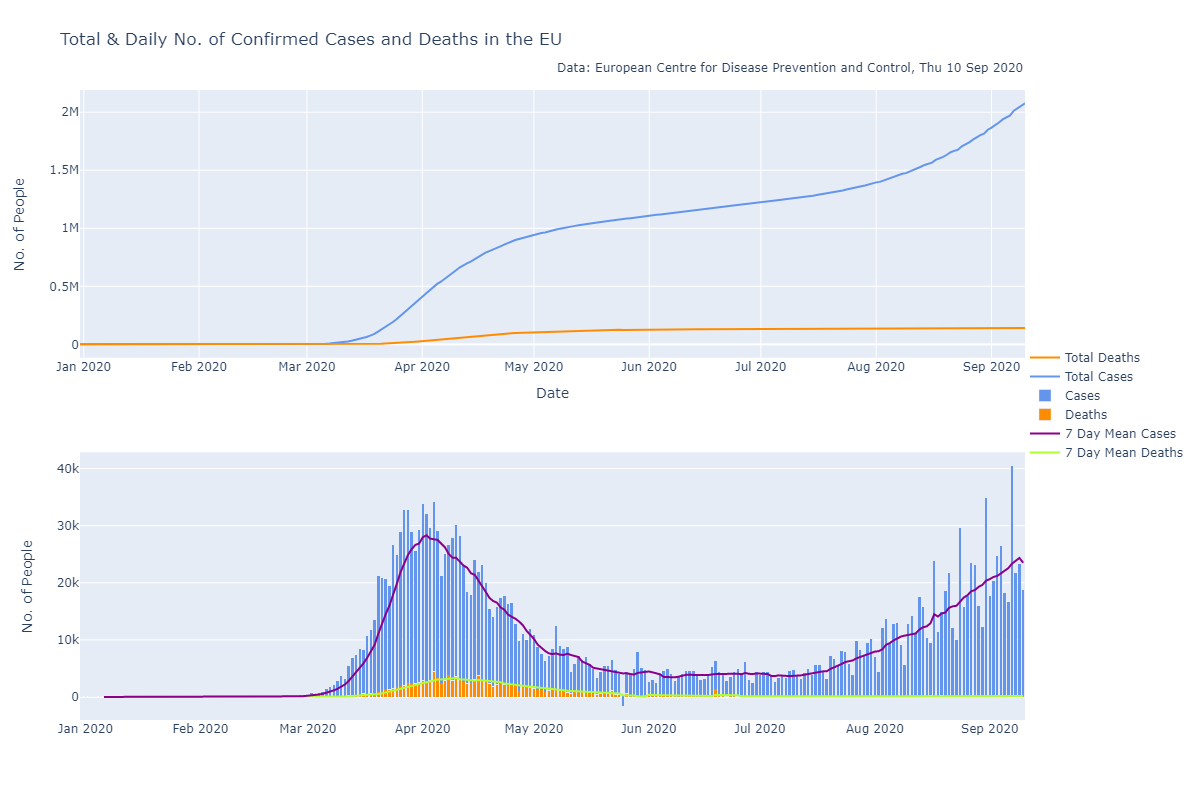 Total & Daily No. of Confirmed Cases and Deaths in the EU
Data: European Centre for Disease Prevention and Control, Thu 10 Sep 2020
No. of People
2M
1.5M
1M
0.5M
0
Jan 2020 Feb 2020 Mar 2020 Apr 2020 May 2020 Jun 2020 Jul 2020 Aug 2020 Sep 2020
Date
Total Deaths
Total Cases
Cases
Deaths
7 Day Mean Cases
7 Day Mean Deaths
No. of People
40k
30k
20k
10k
0
Jan 2020 Feb 2020 Mar 2020 Apr 2020 May 2020 Jun 2020 Jul 2020 Aug 2020 Sep 2020